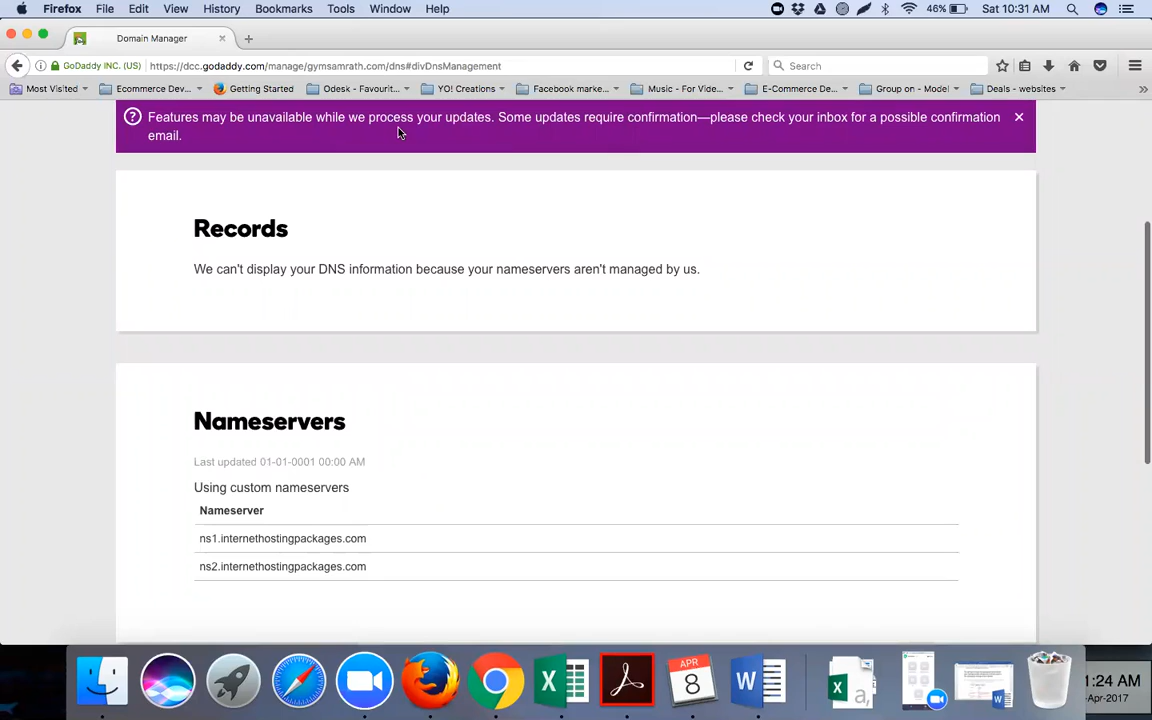 Firefox File Edit View History Bookmarks Tools Window Help 46% Sat 10:31 AM
Domain Manager
GoDaddy INC. (US) https://dcc.godaddy.com/manage/gymsamrath.com/dns#divDnsManagement Search
Most Visited Ecommerce Dev... Getting Started Odesk - Favourit... YO! Creations Facebook marke... Music - For Vide... E-Commerce De... Group on - Model Deals - websites
Features may be unavailable while we process your updates. Some updates require confirmation—please check your inbox for a possible confirmation
email.
Records
We can't display your DNS information because your nameservers aren't managed by us.
Nameservers
Last updated 01-01-0001 00:00 AM
Using custom nameservers
Nameserver
ns1.internethostingpackages.com
ns2.internethostingpackages.com
APR
8
1:24 AM
-Apr-2017